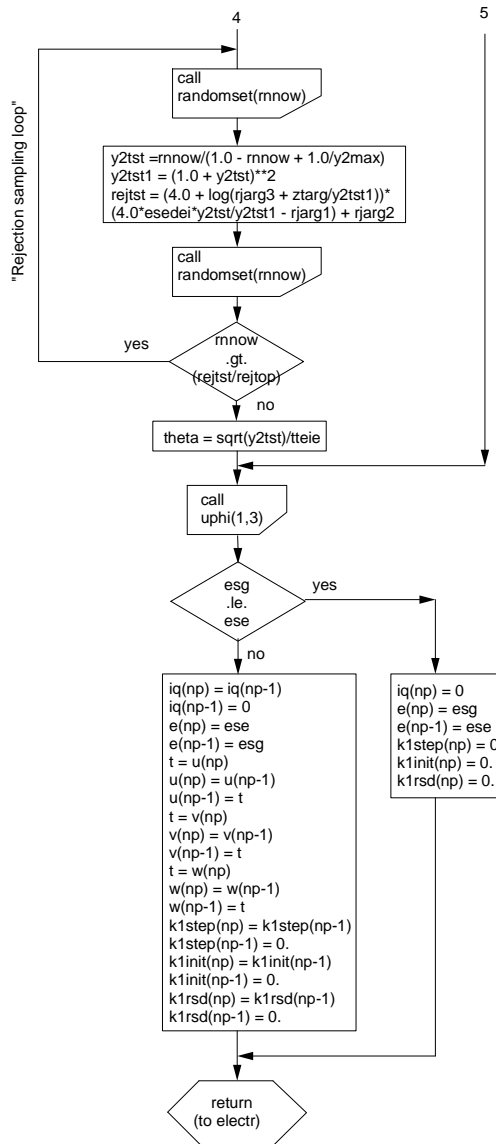 4
5
"Rejection sampling loop"
call
randomset(rnnow)
y2tst =rnnow/(1.0 - rnnow + 1.0/y2max)
y2tst1 = (1.0 + y2tst)**2
rejtst = (4.0 + log(rjarg3 + ztarg/y2tst1))*
(4.0*esedei*y2tst/y2tst1 - rjarg1) + rjarg2
call
randomset(rnnow)
yes
rnnow
.gt.
(rejtst/rejtop)
no
theta = sqrt(y2tst)/tteie
call
uphi(1,3)
esg
.le.
ese
yes
no
iq(np) = iq(np-1)
iq(np-1) = 0
e(np) = ese
e(np-1) = esg
t = u(np)
u(np) = u(np-1)
u(np-1) = t
t = v(np)
v(np) = v(np-1)
v(np-1) = t
t = w(np)
w(np) = w(np-1)
w(np-1) = t
k1step(np) = k1step(np-1)
k1step(np-1) = 0.
k1init(np) = k1init(np-1)
k1init(np-1) = 0.
k1rsd(np) = k1rsd(np-1)
k1rsd(np-1) = 0.
iq(np) = 0
e(np) = esg
e(np-1) = ese
k1step(np) = 0
k1init(np) = 0.
k1rsd(np) = 0.
return
(to electr)